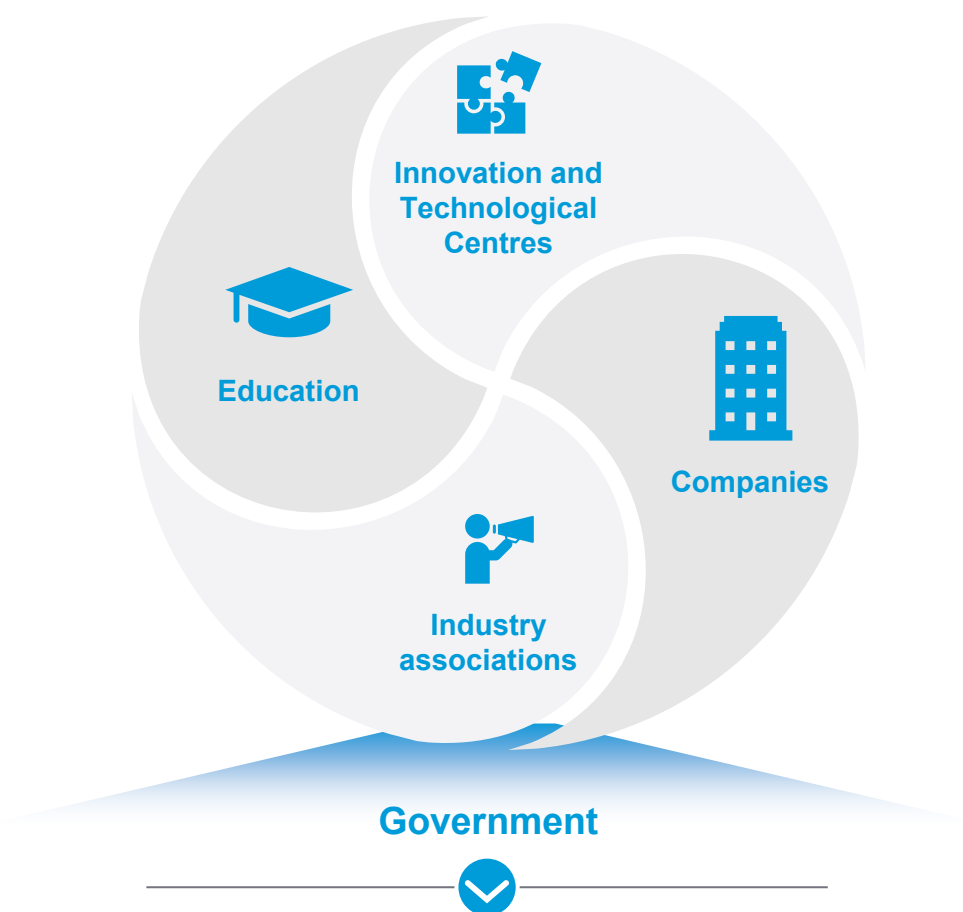 Innovation and
Technological
Centres
Education
Companies
Industry
associations
Government